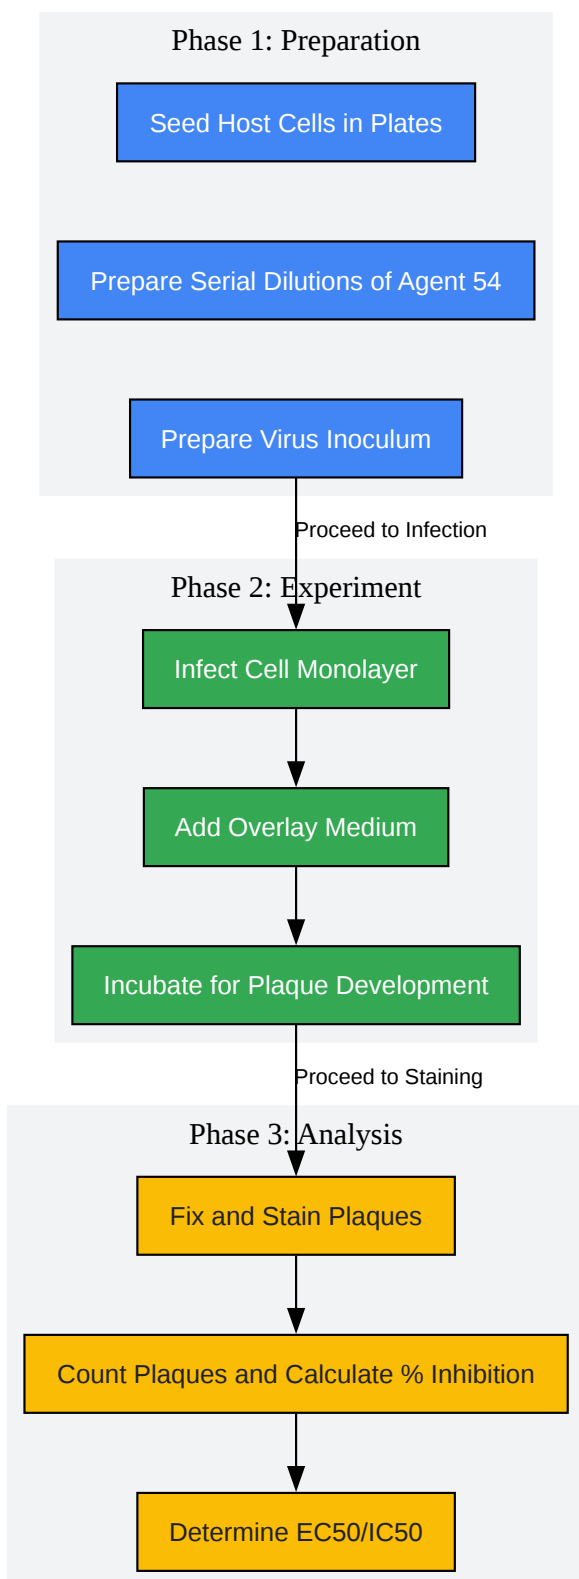 Phase 1: Preparation
Seed Host Cells in Plates
Prepare Serial Dilutions of Agent 54
Prepare Virus Inoculum
Proceed to Infection
Phase 2: Experiment
Infect Cell Monolayer
Add Overlay Medium
Incubate for Plaque Development
Proceed to Staining
Phase 3: Analysis
Fix and Stain Plaques
Count Plaques and Calculate % Inhibition
Determine EC50/IC50